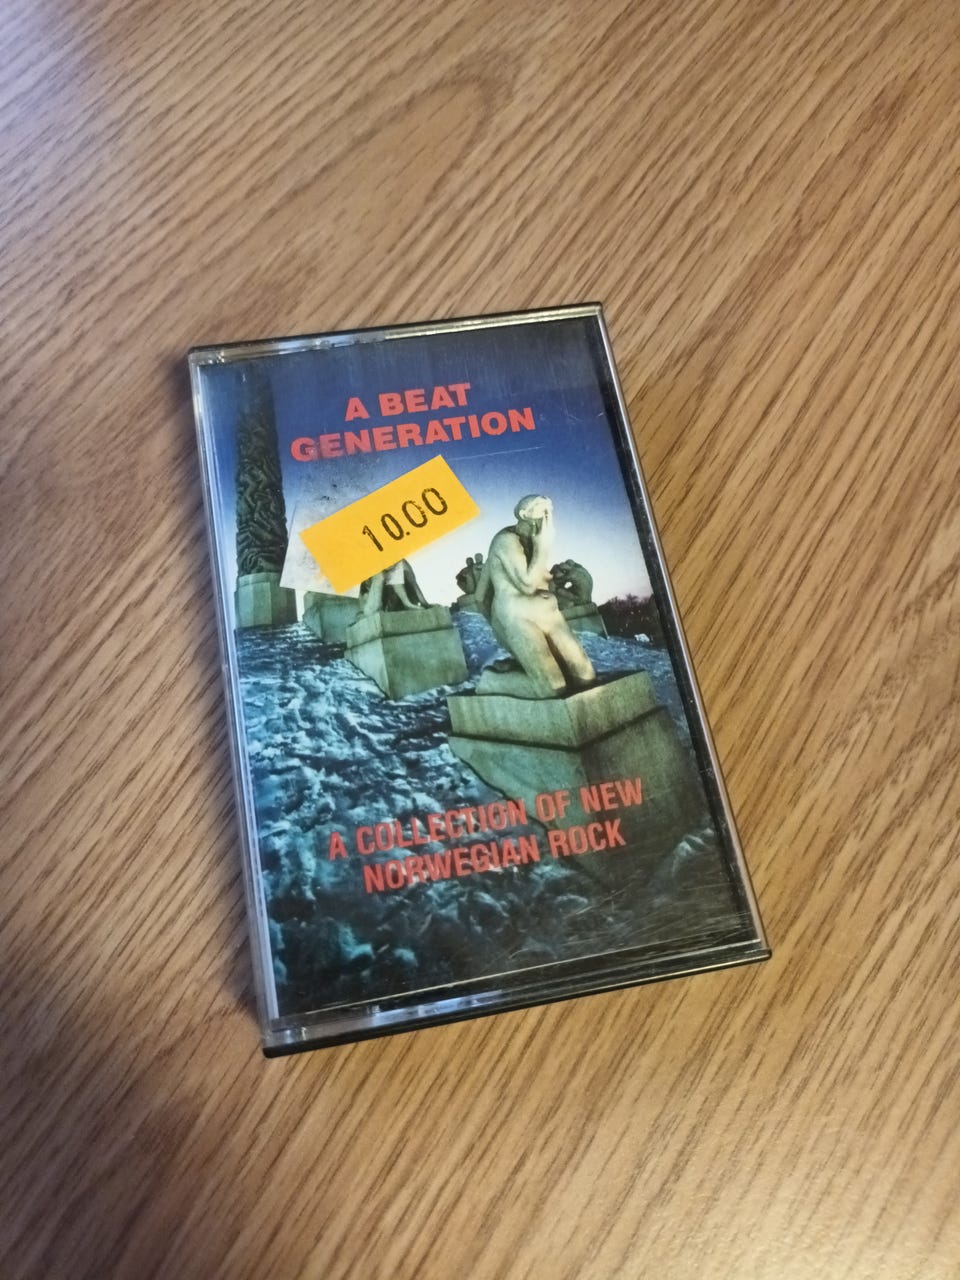 A BEAT
GENERATION
10.00
A COLLECTION OF NEW
NORWEGIAN ROCK